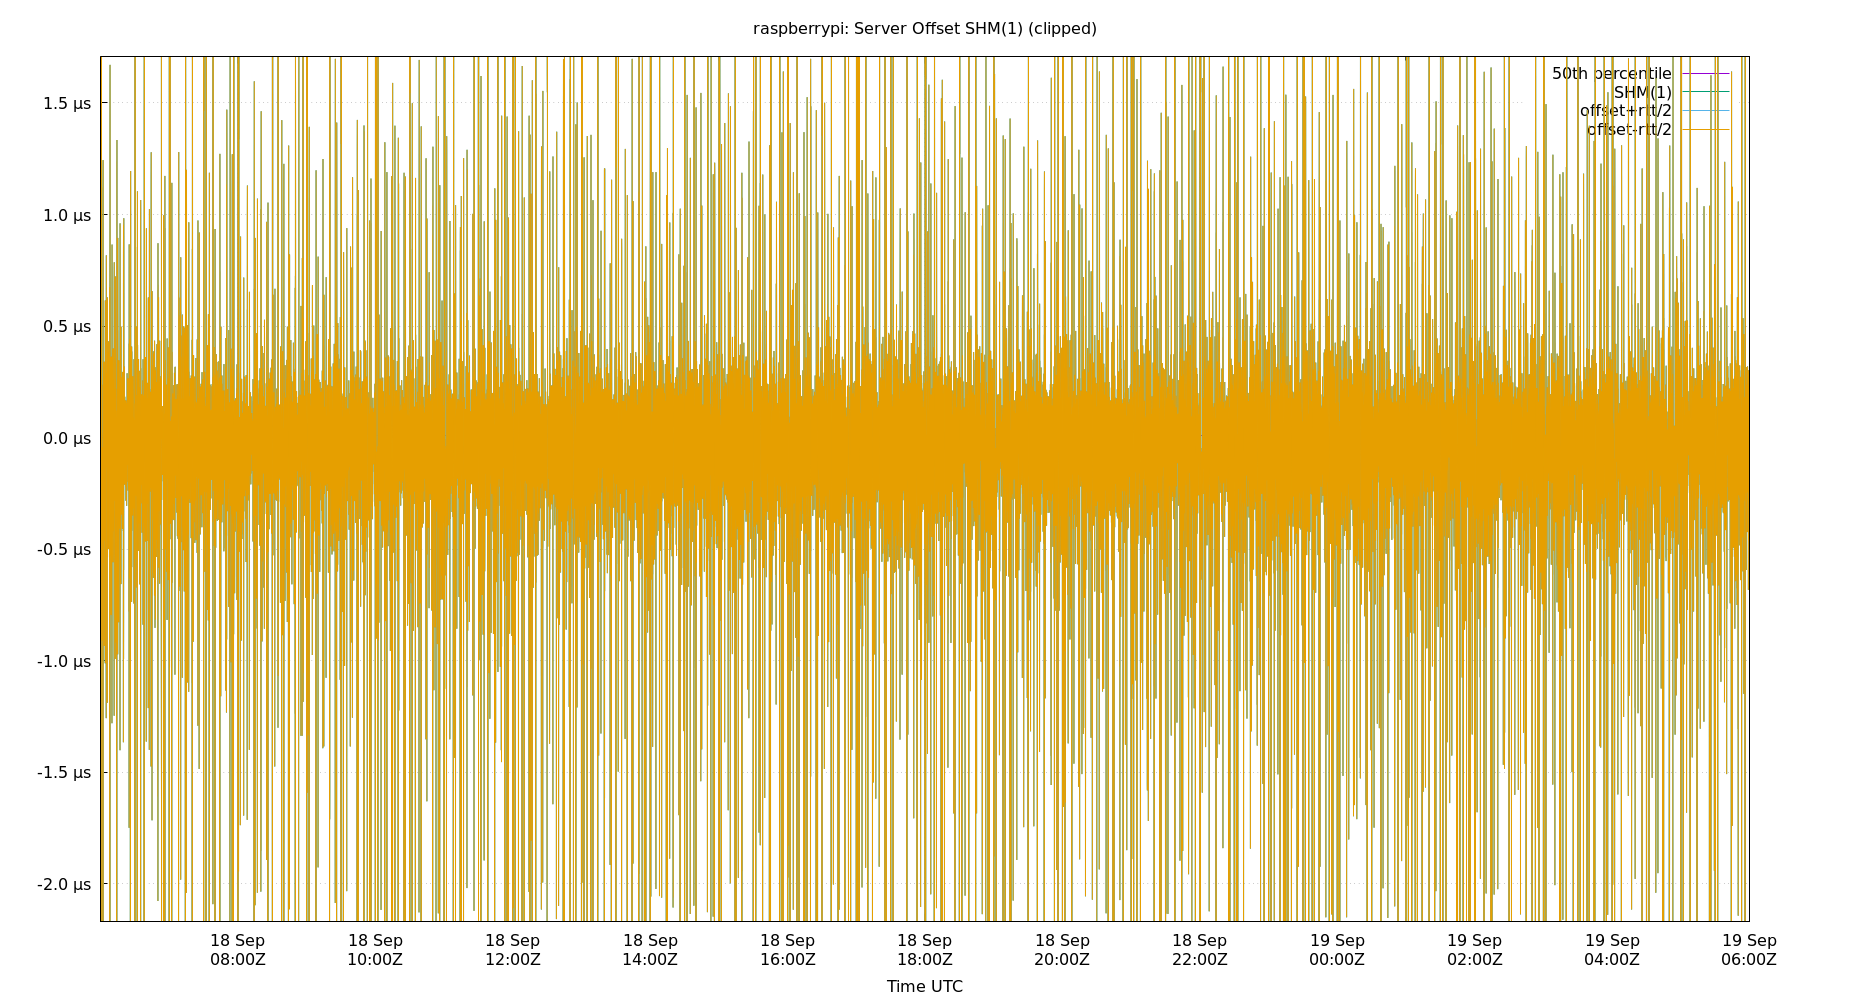 raspberrypi: Server Offset SHM(1) (clipped)
50th percentile
SHM(1)
offset+rtt/2
offset-rtt/2
1.5 µs
1.0 µs
0.5 µs
0.0 µs
-0.5 µs
-1.0 µs
-1.5 µs
-2.0 µs
18 Sep 18 Sep 18 Sep 18 Sep 18 Sep 18 Sep 18 Sep 18 Sep 19 Sep 19 Sep 19 Sep 19 Sep
08:00Z 10:00Z 12:00Z 14:00Z 16:00Z 18:00Z 20:00Z 22:00Z 00:00Z 02:00Z 04:00Z 06:00Z
Time UTC